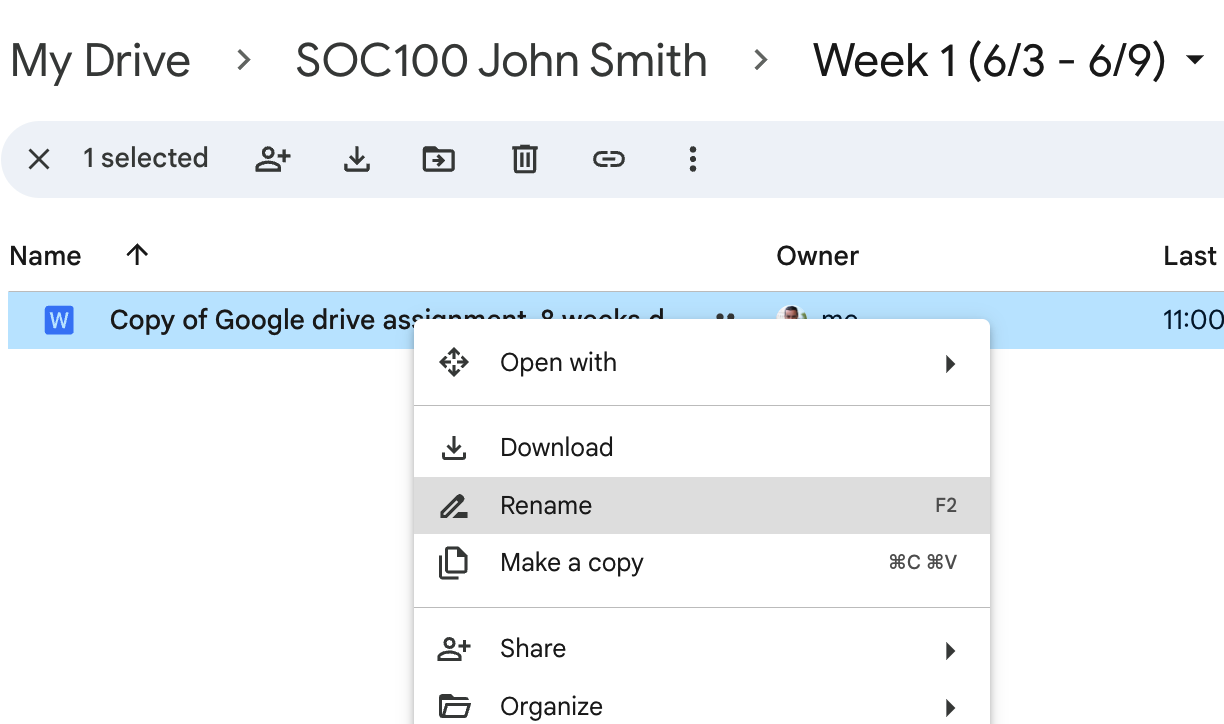 My Drive > SOC100 John Smith > Week 1 (6/3 - 6/9)
1 selected
Name Owner Last
W Copy of Google drive assignment 8 weeks d me 11:00
Open with
Download
Rename F2
Make a copy ⌘C ⌘V
Share
Organize